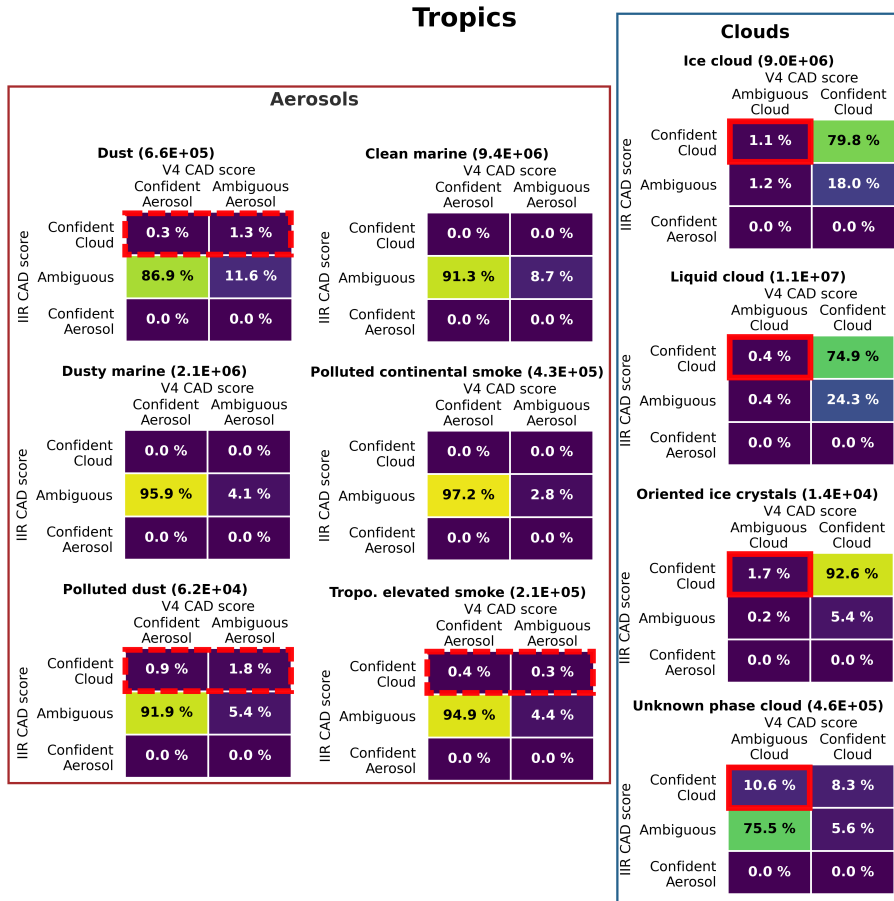 Tropics
Aerosols
Dust (6.6E+05)
V4 CAD score
Confident Ambiguous
Aerosol Aerosol
IIR CAD score
Confident Cloud 0.3 % 1.3 %
Ambiguous 86.9 % 11.6 %
Confident Aerosol 0.0 % 0.0 %
Clean marine (9.4E+06)
V4 CAD score
Confident Ambiguous
Aerosol Aerosol
IIR CAD score
Confident Cloud 0.0 % 0.0 %
Ambiguous 91.3 % 8.7 %
Confident Aerosol 0.0 % 0.0 %
Dusty marine (2.1E+06)
V4 CAD score
Confident Ambiguous
Aerosol Aerosol
IIR CAD score
Confident Cloud 0.0 % 0.0 %
Ambiguous 95.9 % 4.1 %
Confident Aerosol 0.0 % 0.0 %
Polluted continental smoke (4.3E+05)
V4 CAD score
Confident Ambiguous
Aerosol Aerosol
IIR CAD score
Confident Cloud 0.0 % 0.0 %
Ambiguous 97.2 % 2.8 %
Confident Aerosol 0.0 % 0.0 %
Polluted dust (6.2E+04)
V4 CAD score
Confident Ambiguous
Aerosol Aerosol
IIR CAD score
Confident Cloud 0.9 % 1.8 %
Ambiguous 91.9 % 5.4 %
Confident Aerosol 0.0 % 0.0 %
Tropo. elevated smoke (2.1E+05)
V4 CAD score
Confident Ambiguous
Aerosol Aerosol
IIR CAD score
Confident Cloud 0.4 % 0.3 %
Ambiguous 94.9 % 4.4 %
Confident Aerosol 0.0 % 0.0 %
Clouds
Ice cloud (9.0E+06)
V4 CAD score
Ambiguous Confident
Cloud Cloud
IIR CAD score
Confident Cloud 1.1 % 79.8 %
Ambiguous 1.2 % 18.0 %
Confident Aerosol 0.0 % 0.0 %
Liquid cloud (1.1E+07)
V4 CAD score
Ambiguous Confident
Cloud Cloud
IIR CAD score
Confident Cloud 0.4 % 74.9 %
Ambiguous 0.4 % 24.3 %
Confident Aerosol 0.0 % 0.0 %
Oriented ice crystals (1.4E+04)
V4 CAD score
Ambiguous Confident
Cloud Cloud
IIR CAD score
Confident Cloud 1.7 % 92.6 %
Ambiguous 0.2 % 5.4 %
Confident Aerosol 0.0 % 0.0 %
Unknown phase cloud (4.6E+05)
V4 CAD score
Ambiguous Confident
Cloud Cloud
IIR CAD score
Confident Cloud 10.6 % 8.3 %
Ambiguous 75.5 % 5.6 %
Confident Aerosol 0.0 % 0.0 %